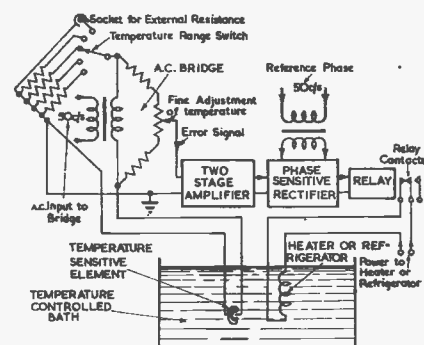 Socket for External Resistance
Temperature Range Switch
A.C. BRIDGE
Reference Phase
50c/s
Fine Adjustment
temperature
50c/s
Error Signal
Relay
Contacts
TWO
STAGE
AMPLIFIER
PHASE
SENSITIVE
RECTIFIER
RELAY
A.C. Input to
Bridge
HEATER OR REF-
RIGERATOR
Power to
Heater or
Refrigerator
TEMPERATURE
SENSITIVE
ELEMENT
TEMPERATURE
CONTROLLED
BATH